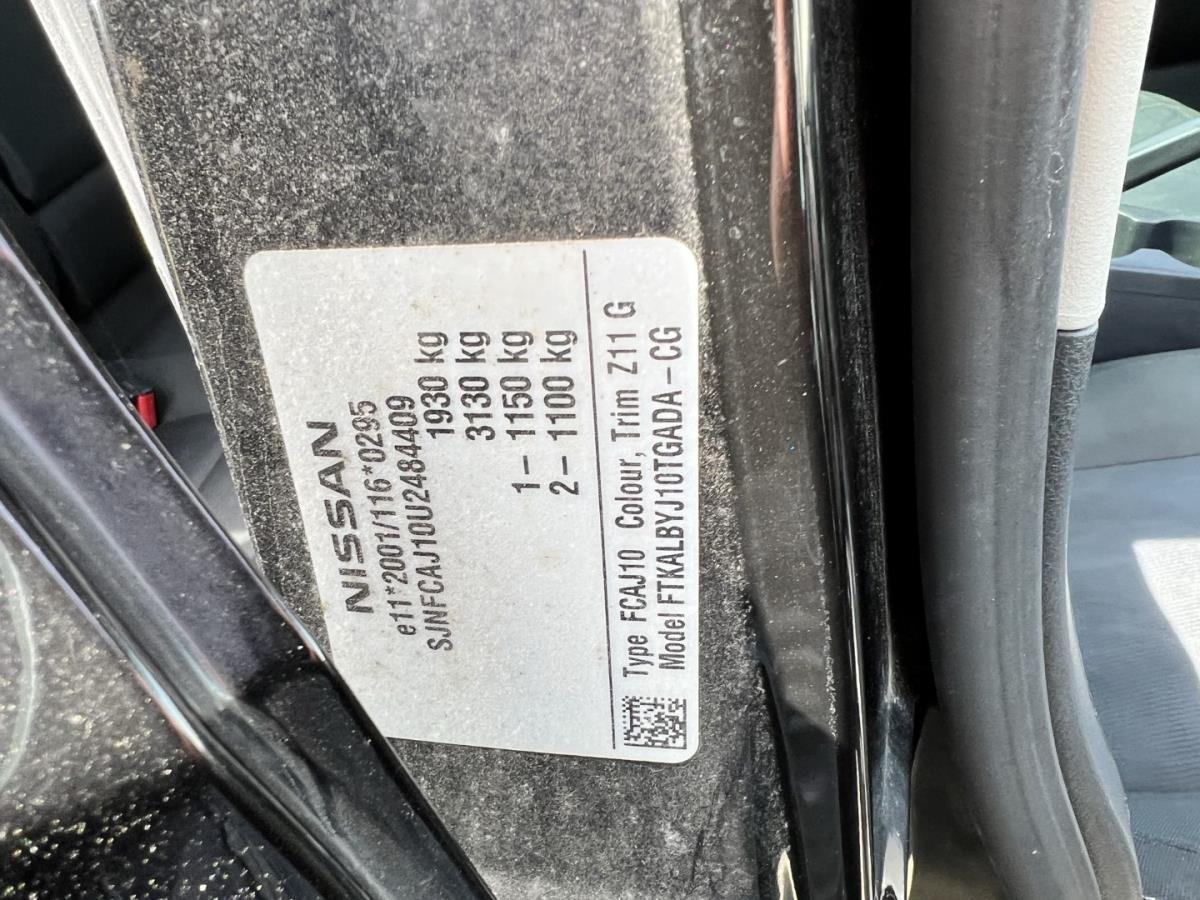 NISSAN
e11*2001/116*0295
SJNFCAJ10U2484409
1930 kg
3130 kg
1– 1150 kg
2– 1100 kg
Type FCAJ10 Colour, Trim Z11 G
Model FTKALBYJ10TGADA–CG